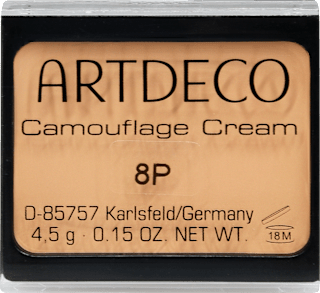 ARTDECO
Camouflage Cream
8P
D-85757 Karlsfeld/Germany
4,5 g · 0.15 OZ. NET WT.
18M